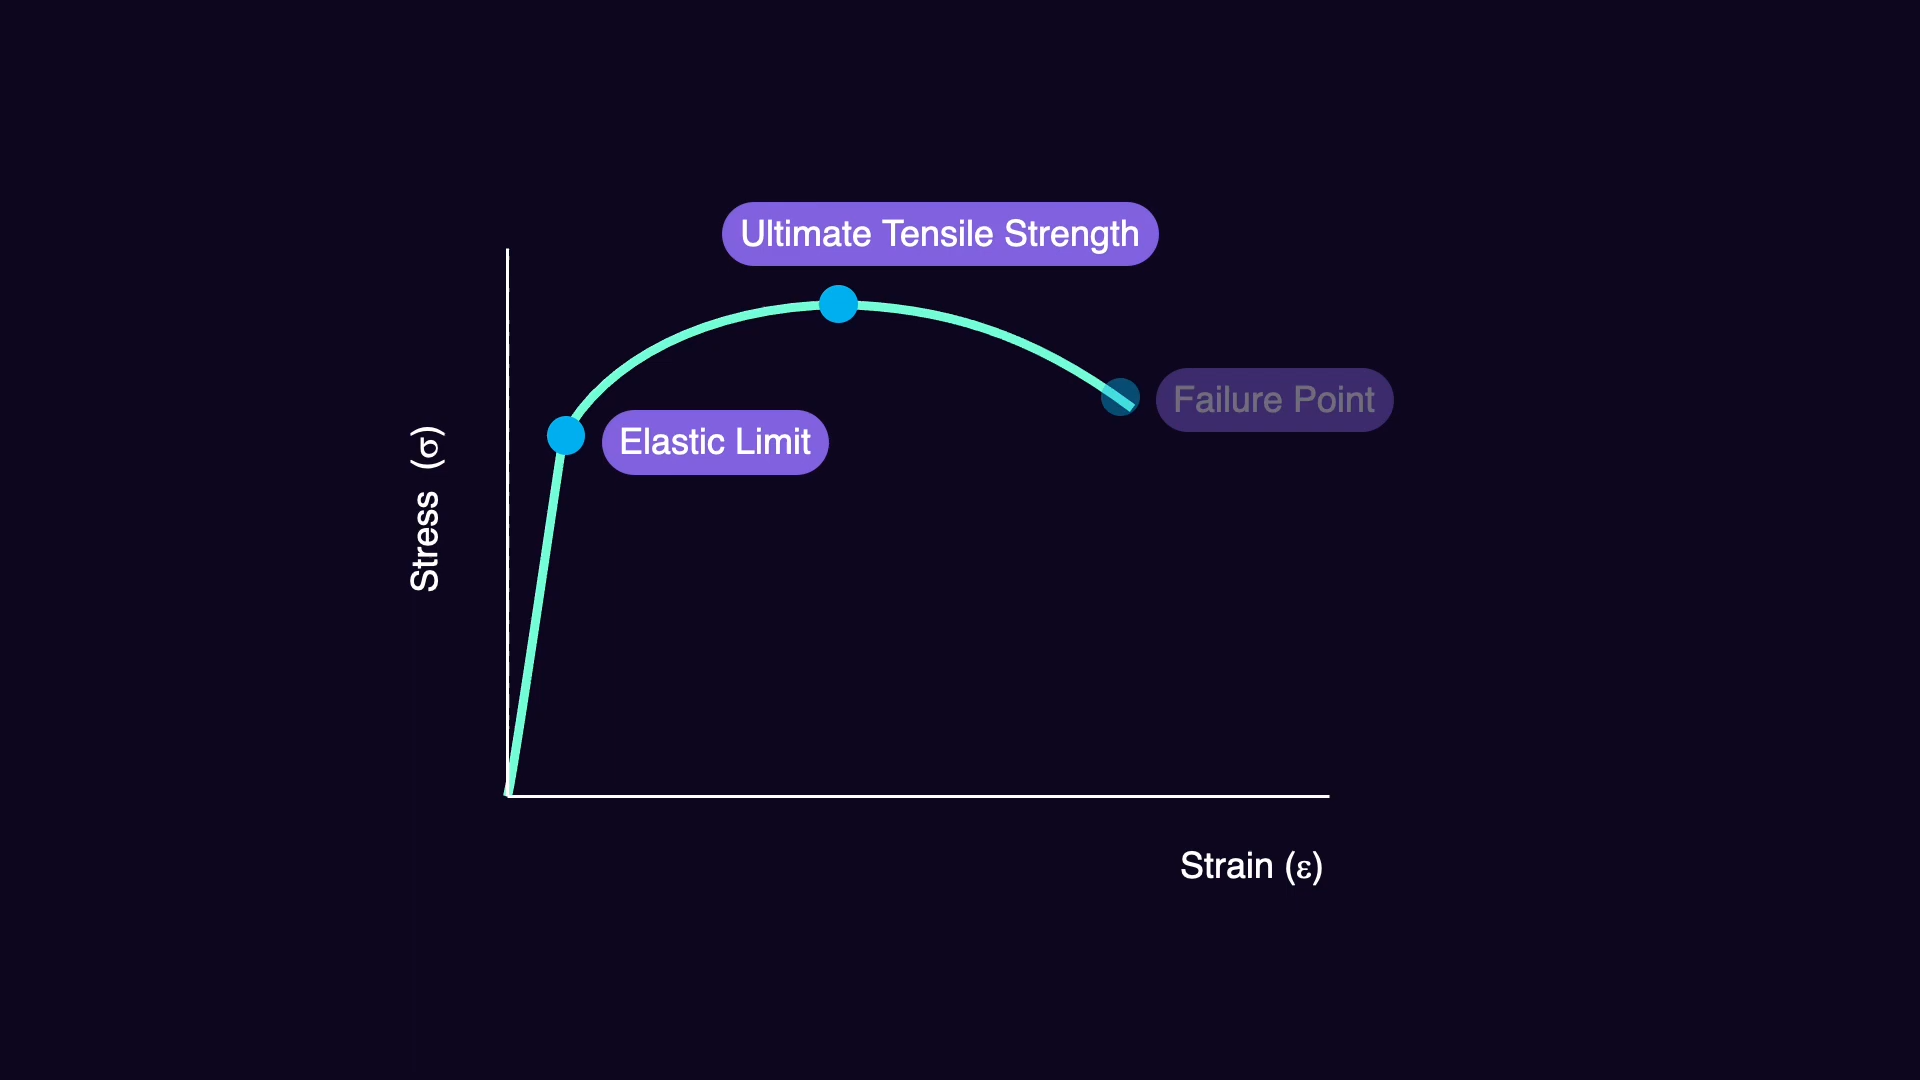 Ultimate Tensile Strength
Failure Point
Elastic Limit
Stress (σ)
Strain (ε)